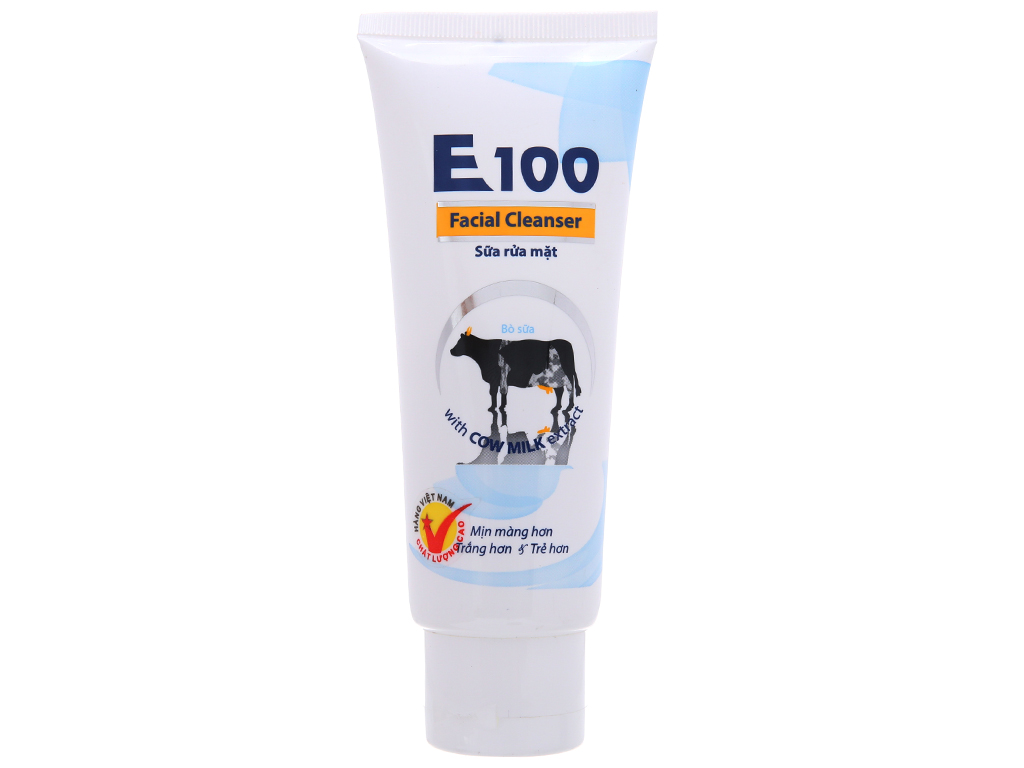 E100
Facial Cleanser
Sữa rửa mặt
Bò sữa
with COW MILK extract
HÀNG VIỆT NAM
CHẤT LƯỢNG CAO
Mịn màng hơn
Trắng hơn & Trẻ hơn